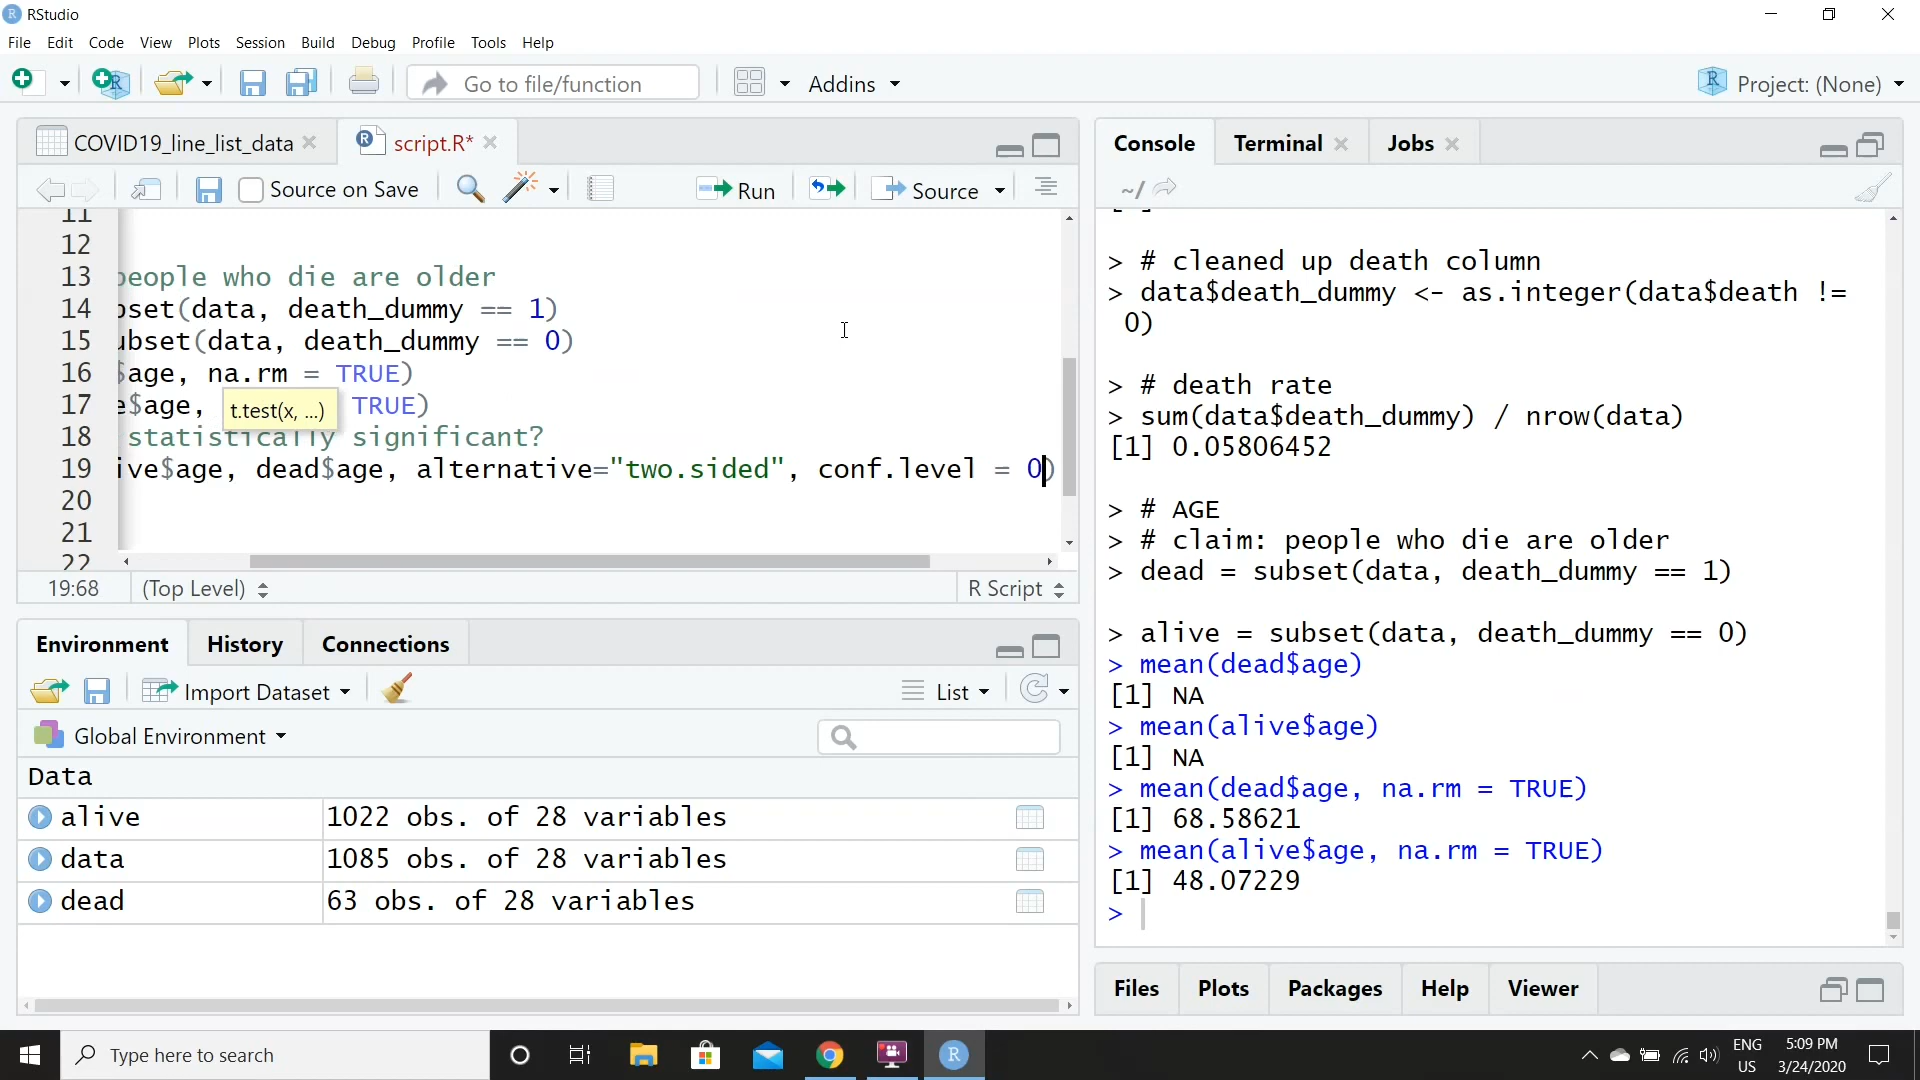 RStudio
File Edit Code View Plots Session Build Debug Profile Tools Help
Go to file/function Addins Project: (None)
COVID19_line_list_data script.R*
Source on Save Run Source
11
12
13 people who die are older
14 bset(data, death_dummy == 1)
15 ubset(data, death_dummy == 0)
16 $age, na.rm = TRUE)
17 e$age, TRUE)
t.test(x, ...)
18 statistically significant?
19 ive$age, dead$age, alternative="two.sided", conf.level = 0)
20
21
22
19:68 (Top Level) R Script
Environment History Connections
Import Dataset List
Global Environment
Data
alive 1022 obs. of 28 variables
data 1085 obs. of 28 variables
dead 63 obs. of 28 variables
Console Terminal Jobs
~/
> # cleaned up death column
> data$death_dummy <- as.integer(data$death !=
0)
> # death rate
> sum(data$death_dummy) / nrow(data)
[1] 0.05806452
> # AGE
> # claim: people who die are older
> dead = subset(data, death_dummy == 1)
> alive = subset(data, death_dummy == 0)
> mean(dead$age)
[1] NA
> mean(alive$age)
[1] NA
> mean(dead$age, na.rm = TRUE)
[1] 68.58621
> mean(alive$age, na.rm = TRUE)
[1] 48.07229
>
Files Plots Packages Help Viewer
Type here to search
ENG
US
5:09 PM
3/24/2020